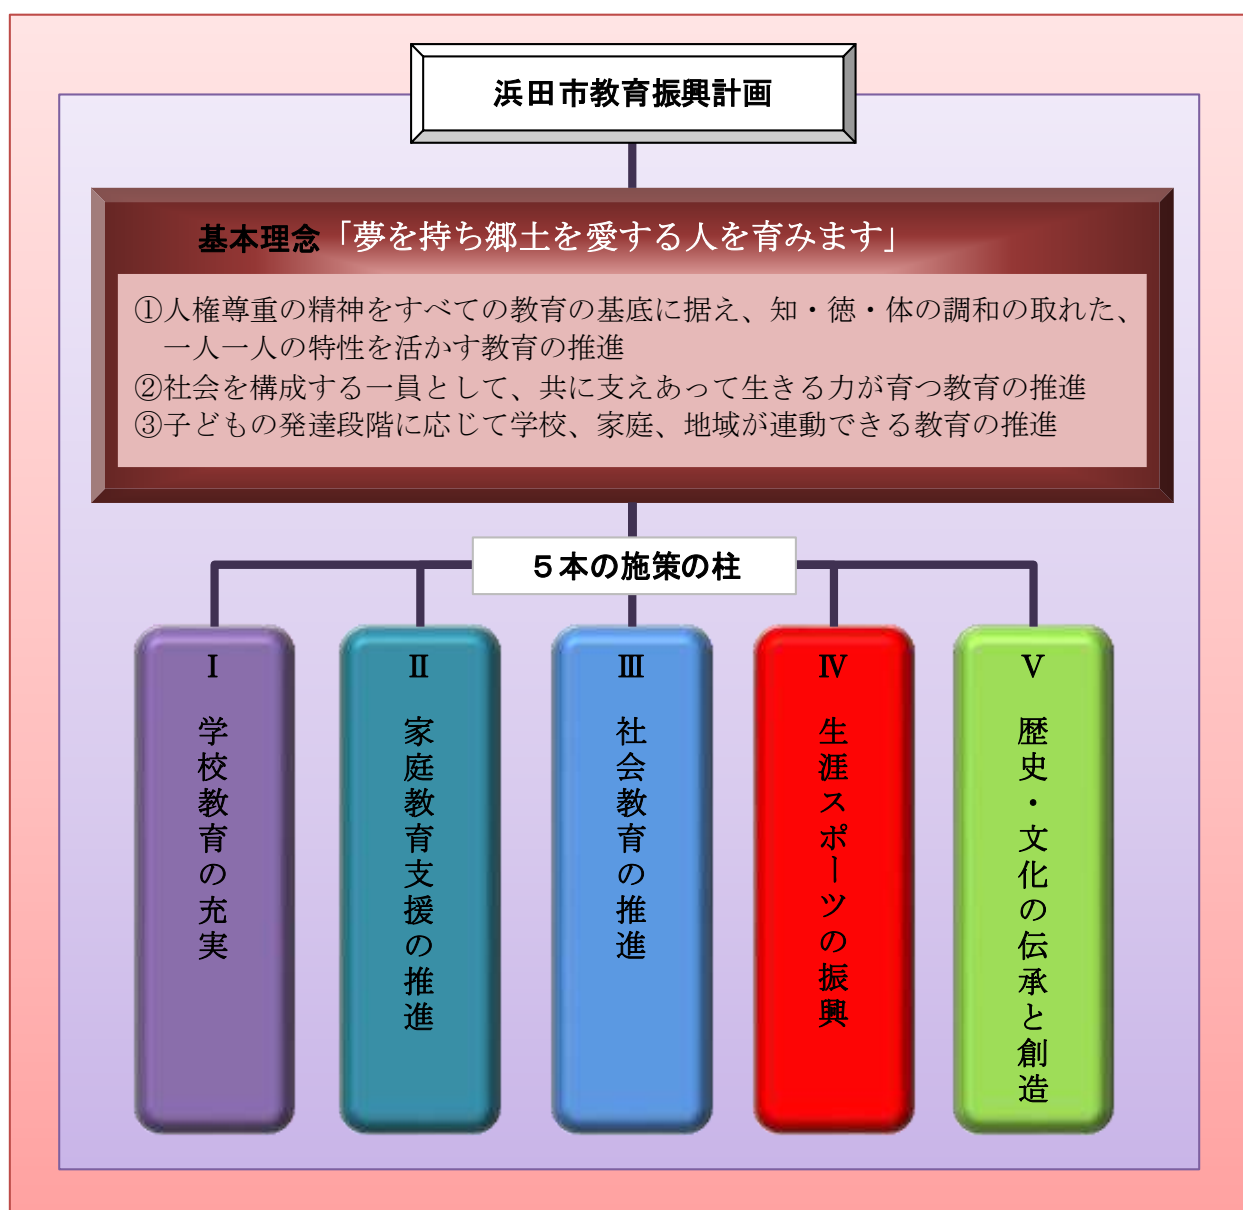 浜田市教育振興計画
基本理念「夢を持ち郷土を愛する人を育みます」
①人権尊重の精神をすべての教育の基底に据え、知・徳・体の調和の取れた、
一人一人の特性を活かす教育の推進
②社会を構成する一員として、共に支えあって生きる力が育つ教育の推進
③子どもの発達段階に応じて学校、家庭、地域が連動できる教育の推進
５本の施策の柱
Ⅰ 学校教育の充実
Ⅱ 家庭教育支援の推進
Ⅲ 社会教育の推進
Ⅳ 生涯スポーツの振興
Ⅴ 歴史・文化の伝承と創造